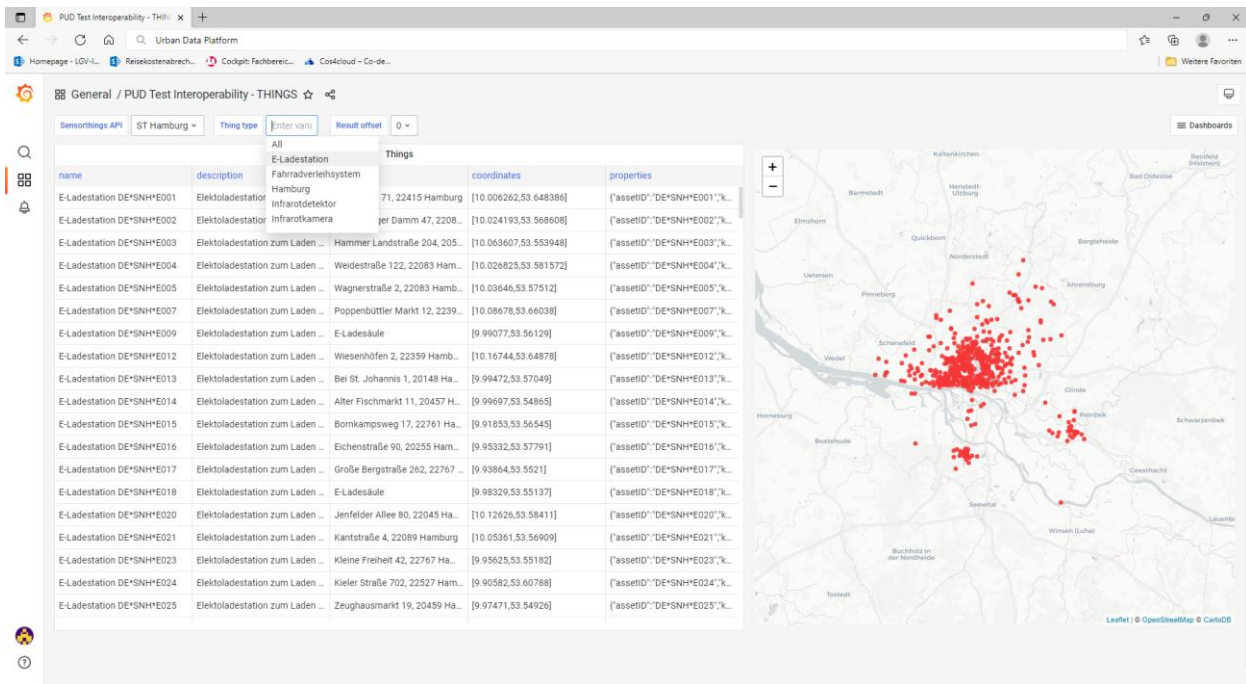 PUD Test Interoperability - THIN
Urban Data Platform
Homepage - LGV-I... Reisekostenabrech... Cockpit: Fachbereic... Cos4cloud – Co-de... Weitere Favoriten
General / PUD Test Interoperability - THINGS
Sensorthings API ST Hamburg Thing type Enter varia Result offset 0 Dashboards
All
E-Ladestation
Fahrradverleihsystem
Hamburg
Infrarotdetektor
Infrarotkamera
Things
name description coordinates properties
E-Ladestation DE*SNH*E001 Elektoladestation 71, 22415 Hamburg [10.006262,53.648386] {"assetID":"DE*SNH*E001","k...
E-Ladestation DE*SNH*E002 Elektoladestation ger Damm 47, 2208... [10.024193,53.568608] {"assetID":"DE*SNH*E002","k...
E-Ladestation DE*SNH*E003 Elektoladestation zum Laden ... Hammer Landstraße 204, 205... [10.063607,53.553948] {"assetID":"DE*SNH*E003","k...
E-Ladestation DE*SNH*E004 Elektoladestation zum Laden ... Weidestraße 122, 22083 Ham... [10.026825,53.581572] {"assetID":"DE*SNH*E004","k...
E-Ladestation DE*SNH*E005 Elektoladestation zum Laden ... Wagnerstraße 2, 22083 Hamb... [10.03646,53.57512] {"assetID":"DE*SNH*E005","k...
E-Ladestation DE*SNH*E007 Elektoladestation zum Laden ... Poppenbüttler Markt 12, 2239... [10.08678,53.66038] {"assetID":"DE*SNH*E007","k...
E-Ladestation DE*SNH*E009 Elektoladestation zum Laden ... E-Ladesäule [9.99077,53.56129] {"assetID":"DE*SNH*E009","k...
E-Ladestation DE*SNH*E012 Elektoladestation zum Laden ... Wiesenhöfen 2, 22359 Hamb... [10.16744,53.64878] {"assetID":"DE*SNH*E012","k...
E-Ladestation DE*SNH*E013 Elektoladestation zum Laden ... Bei St. Johannis 1, 20148 Ha... [9.99472,53.57049] {"assetID":"DE*SNH*E013","k...
E-Ladestation DE*SNH*E014 Elektoladestation zum Laden ... Alter Fischmarkt 11, 20457 H... [9.99697,53.54865] {"assetID":"DE*SNH*E014","k...
E-Ladestation DE*SNH*E015 Elektoladestation zum Laden ... Bornkampsweg 17, 22761 Ha... [9.91853,53.56545] {"assetID":"DE*SNH*E015","k...
E-Ladestation DE*SNH*E016 Elektoladestation zum Laden ... Eichenstraße 90, 20255 Ham... [9.95332,53.57791] {"assetID":"DE*SNH*E016","k...
E-Ladestation DE*SNH*E017 Elektoladestation zum Laden ... Große Bergstraße 262, 22767 ... [9.93864,53.5521] {"assetID":"DE*SNH*E017","k...
E-Ladestation DE*SNH*E018 Elektoladestation zum Laden ... E-Ladesäule [9.98329,53.55137] {"assetID":"DE*SNH*E018","k...
E-Ladestation DE*SNH*E020 Elektoladestation zum Laden ... Jenfelder Allee 80, 22045 Ha... [10.12626,53.58411] {"assetID":"DE*SNH*E020","k...
E-Ladestation DE*SNH*E021 Elektoladestation zum Laden ... Kantstraße 4, 22089 Hamburg [10.05361,53.56909] {"assetID":"DE*SNH*E021","k...
E-Ladestation DE*SNH*E023 Elektoladestation zum Laden ... Kleine Freiheit 42, 22767 Ha... [9.95625,53.55182] {"assetID":"DE*SNH*E023","k...
E-Ladestation DE*SNH*E024 Elektoladestation zum Laden ... Kieler Straße 702, 22527 Ham... [9.90582,53.60788] {"assetID":"DE*SNH*E024","k...
E-Ladestation DE*SNH*E025 Elektoladestation zum Laden ... Zeughausmarkt 19, 20459 Ha... [9.97471,53.54926] {"assetID":"DE*SNH*E025","k...
+
−
Kaltenkirchen
Reinfeld
(Holstein)
Bad Oldesloe
Barmstedt
Henstedt-
Ulzburg
Elmshorn
Quickborn
Bargteheide
Norderstedt
Uetersen
Ahrensburg
Pinneberg
Schenefeld
Wedel
Glinde
Horneburg
Reinbek
Schwarzenbek
Buxtehude
Geesthacht
Seevetal
Lauenbu
Winsen (Luhe)
Buchholz in
der Nordheide
Tostedt
Leaflet | © OpenStreetMap © CartoDB